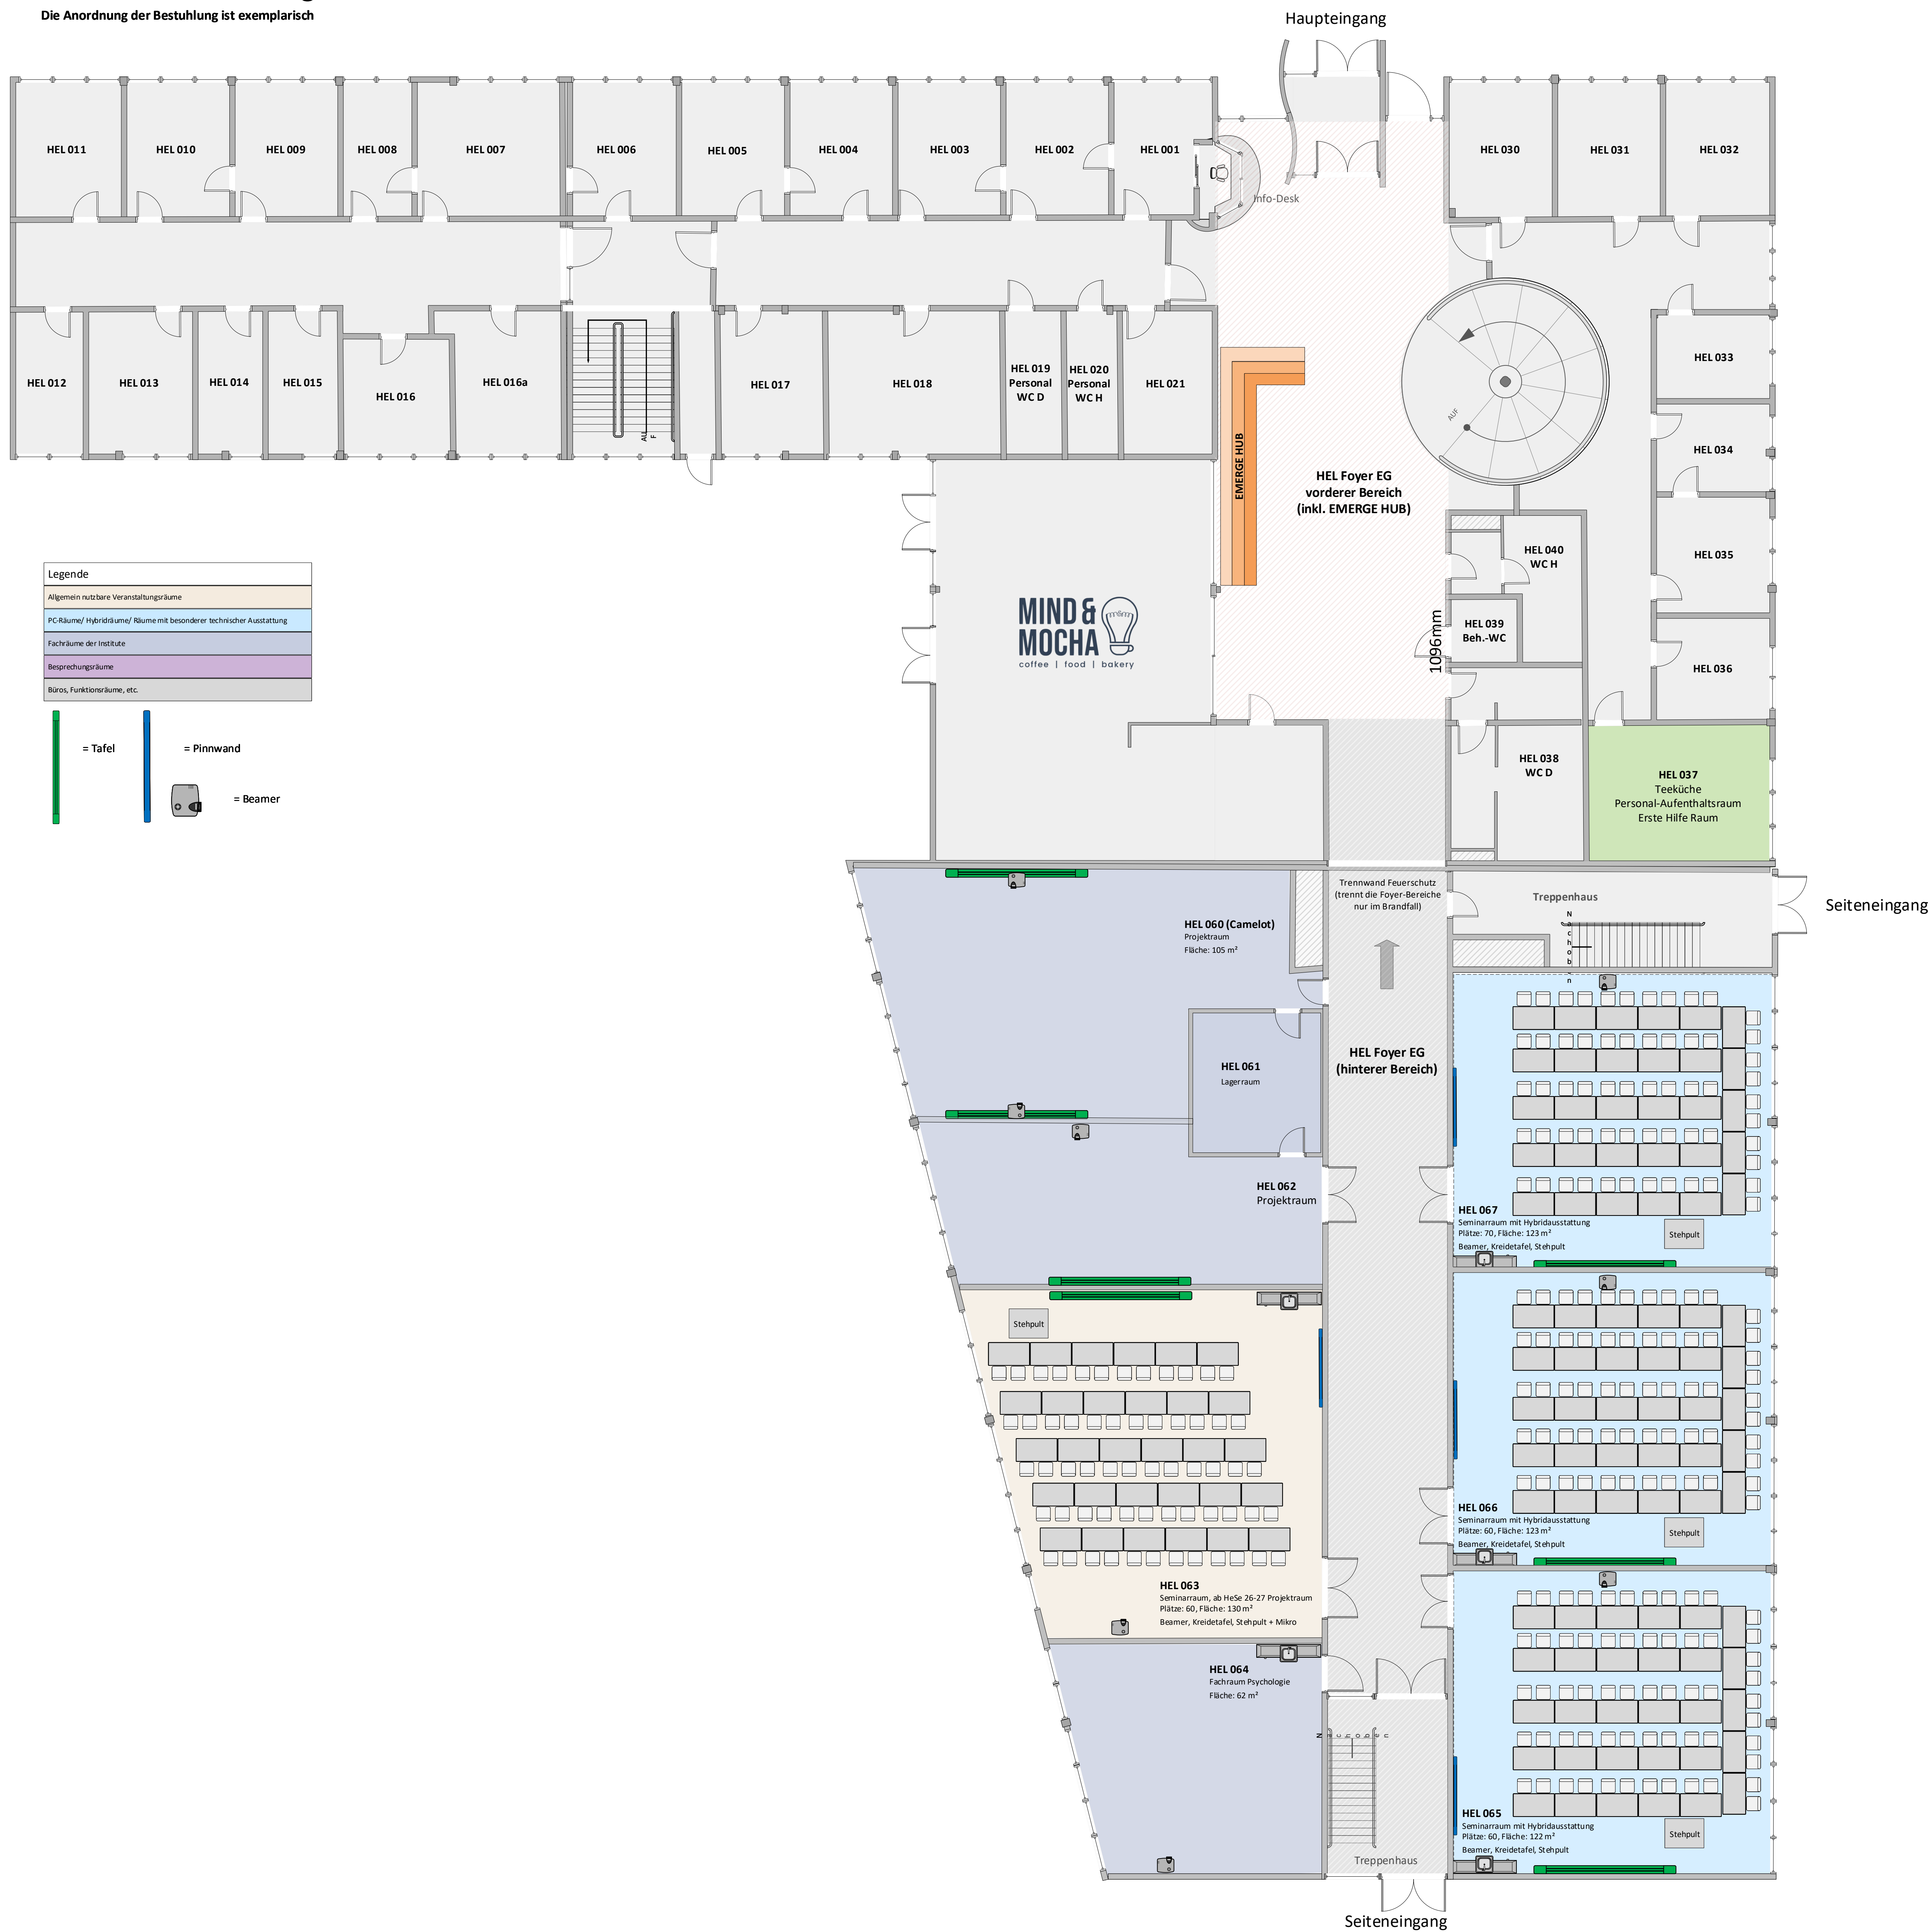 Die Anordnung der Bestuhlung ist exemplarisch
Haupteingang
HEL 011
HEL 010
HEL 009
HEL 008
HEL 007
HEL 006
HEL 005
HEL 004
HEL 003
HEL 002
HEL 001
Info-Desk
HEL 030
HEL 031
HEL 032
HEL 012
HEL 013
HEL 014
HEL 015
HEL 016
HEL 016a
AU
F
HEL 017
HEL 018
HEL 019
Personal
WC D
HEL 020
Personal
WC H
HEL 021
EMERGE HUB
HEL Foyer EG
vorderer Bereich
(inkl. EMERGE HUB)
AUF
HEL 033
HEL 034
HEL 035
HEL 036
HEL 040
WC H
HEL 039
Beh.-WC
1096mm
HEL 038
WC D
HEL 037
Teeküche
Personal-Aufenthaltsraum
Erste Hilfe Raum
MIND &
MOCHA
m&m
coffee | food | bakery
Legende
Allgemein nutzbare Veranstaltungsräume
PC-Räume/ Hybridräume/ Räume mit besonderer technischer Ausstattung
Fachräume der Institute
Besprechungsräume
Büros, Funktionsräume, etc.
= Tafel
= Pinnwand
= Beamer
Trennwand Feuerschutz
(trennt die Foyer-Bereiche
nur im Brandfall)
Treppenhaus
Nach oben
Seiteneingang
HEL 060 (Camelot)
Projektraum
Fläche: 105 m²
HEL 061
Lagerraum
HEL Foyer EG
(hinterer Bereich)
HEL 062
Projektraum
HEL 067
Seminarraum mit Hybridausstattung
Plätze: 70, Fläche: 123 m²
Beamer, Kreidetafel, Stehpult
Stehpult
Stehpult
HEL 066
Seminarraum mit Hybridausstattung
Plätze: 60, Fläche: 123 m²
Beamer, Kreidetafel, Stehpult
Stehpult
HEL 063
Seminarraum, ab HeSe 26-27 Projektraum
Plätze: 60, Fläche: 130 m²
Beamer, Kreidetafel, Stehpult + Mikro
HEL 064
Fachraum Psychologie
Fläche: 62 m²
Nach oben
HEL 065
Seminarraum mit Hybridausstattung
Plätze: 60, Fläche: 122 m²
Beamer, Kreidetafel, Stehpult
Stehpult
Treppenhaus
Seiteneingang